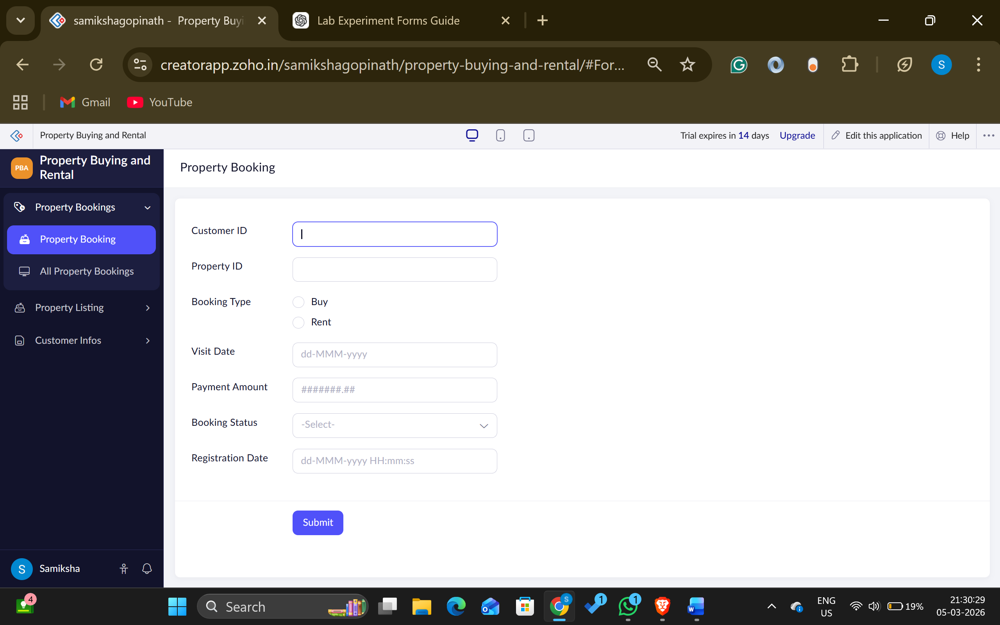 samikshagopinath - Property Buyi
Lab Experiment Forms Guide
creatorapp.zoho.in/samikshagopinath/property-buying-and-rental/#For...
S
Gmail
YouTube
Property Buying and Rental
Trial expires in 14 days
Upgrade
Edit this application
Help
PBA
Property Buying and
Rental
Property Booking
Property Bookings
Property Booking
All Property Bookings
Property Listing
Customer Infos
Customer ID
Property ID
Booking Type
Buy
Rent
Visit Date
dd-MMM-yyyy
Payment Amount
#######.##
Booking Status
-Select-
Registration Date
dd-MMM-yyyy HH:mm:ss
Submit
S
Samiksha
4
Search
S
1
1
ENG
US
19%
21:30:29
05-03-2026